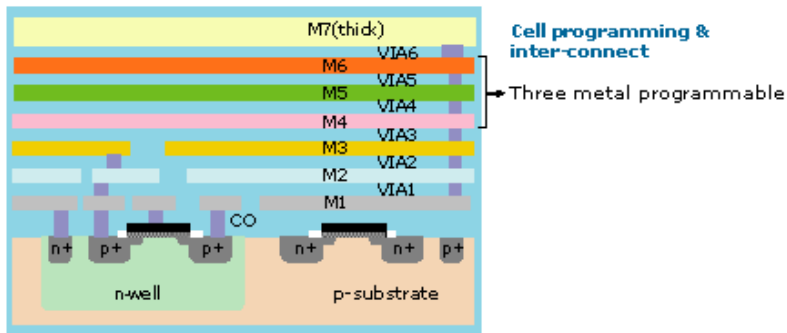 M7(thick)
VIA6
M6
VIA5
M5
VIA4
M4
VIA3
M3
VIA2
M2
VIA1
M1
CO
n+
p+
p+
n+
n+
p+
n-well
p-substrate
Cell programming &
inter-connect
Three metal programmable